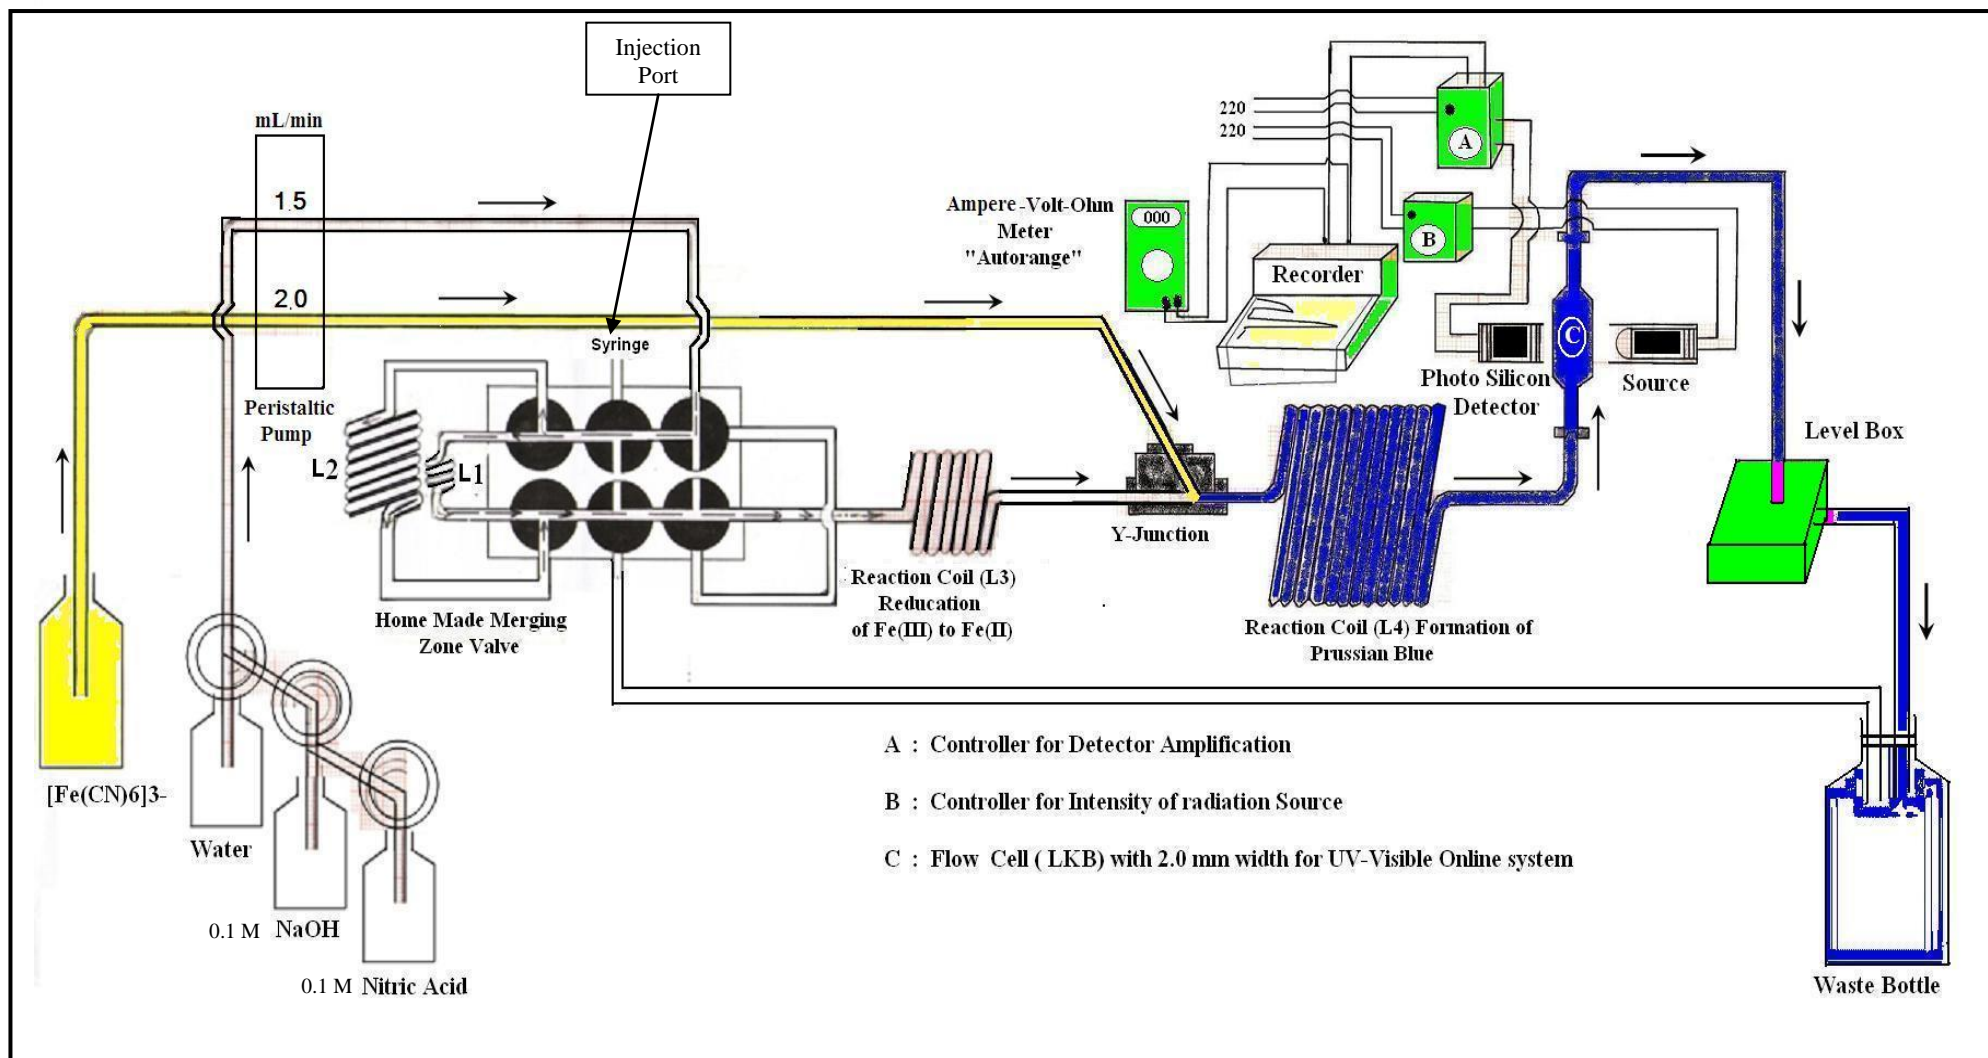 Injection
Port
mL/min
1.5
2.0
Peristaltic
Pump
Syringe
L2
L1
Home Made Merging
Zone Valve
Reaction Coil (L3)
Reducation
of Fe(III) to Fe(II)
Y-Junction
Reaction Coil (L4) Formation of
Prussian Blue
Ampere-Volt-Ohm
Meter
"Autorange"
000
Recorder
220
220
A
B
C
Photo Silicon
Detector
Source
Level Box
[Fe(CN)6]3-
Water
0.1 M NaOH
0.1 M Nitric Acid
A : Controller for Detector Amplification
B : Controller for Intensity of radiation Source
C : Flow Cell ( LKB) with 2.0 mm width for UV-Visible Online system
Waste Bottle